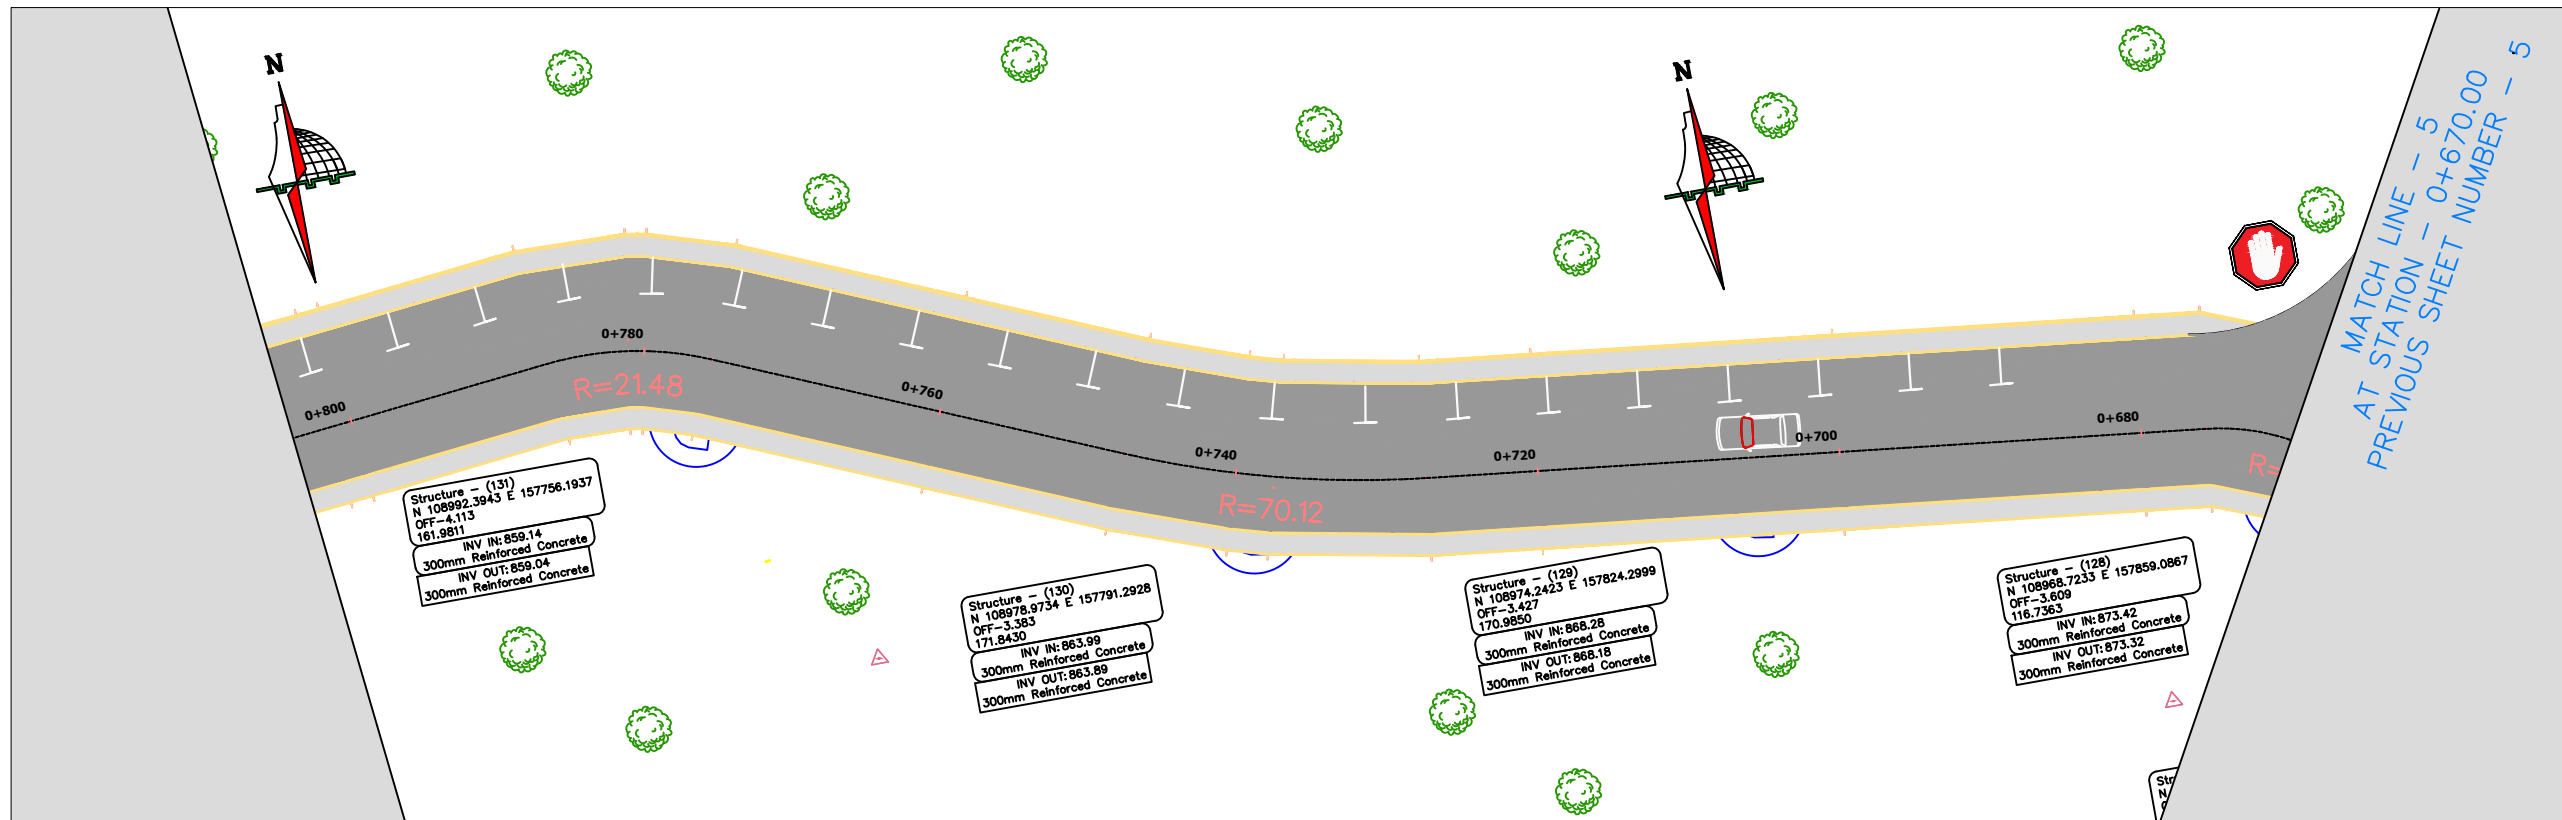 N
N
MATCH LINE – 5
AT STATION – 0+670.00
PREVIOUS SHEET NUMBER – 5
0+800
0+780
0+760
0+740
0+720
0+700
0+680
R=21.48
R=70.12
R=
Structure – (131)
N 108992.3943 E 157756.1937
OFF–4.113
161.9811
INV IN:859.14
300mm Reinforced Concrete
INV OUT:859.04
300mm Reinforced Concrete
Structure – (130)
N 108978.9734 E 157791.2928
OFF–3.383
171.8430
INV IN:863.99
300mm Reinforced Concrete
INV OUT:863.89
300mm Reinforced Concrete
Structure – (129)
N 108974.2423 E 157824.2999
OFF–3.427
170.9850
INV IN:868.28
300mm Reinforced Concrete
INV OUT:868.18
300mm Reinforced Concrete
Structure – (128)
N 108968.7233 E 157859.0867
OFF–3.609
116.7363
INV IN:873.42
300mm Reinforced Concrete
INV OUT:873.32
300mm Reinforced Concrete
Str
N